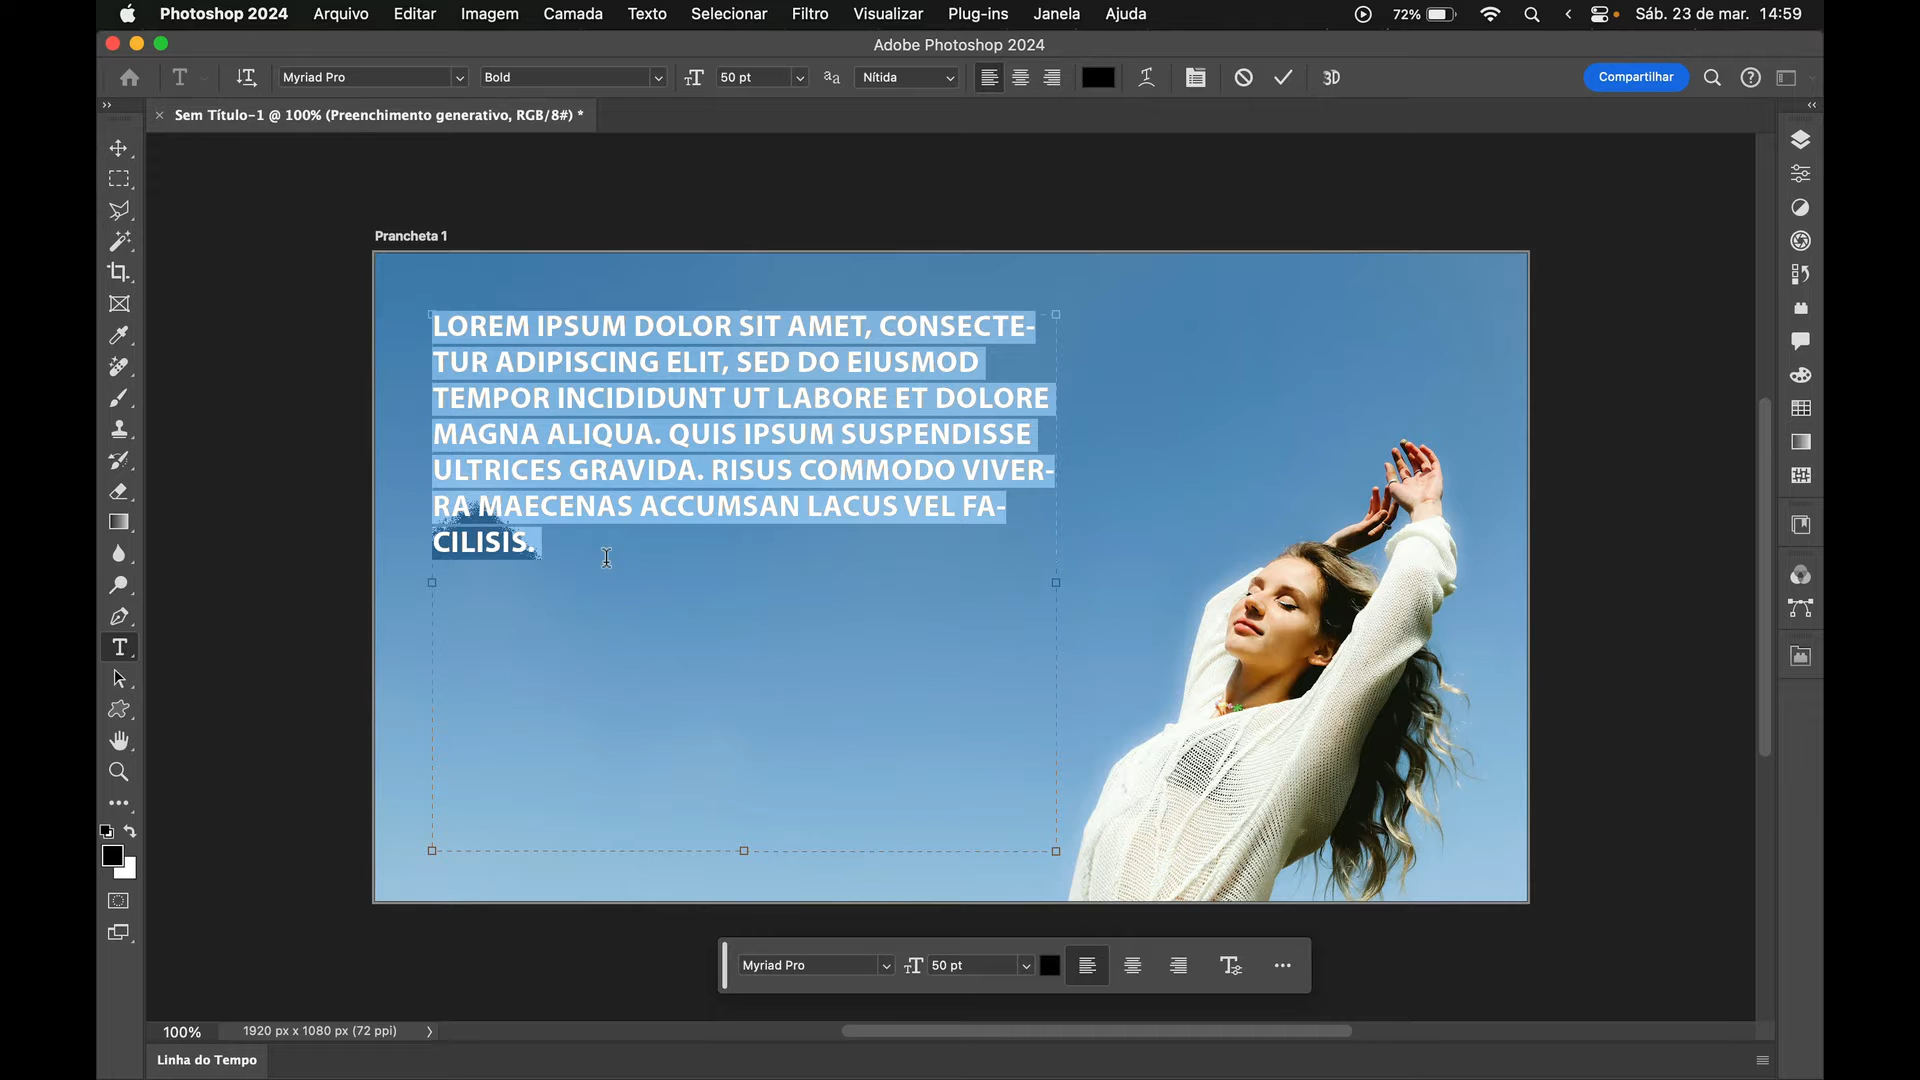 Photoshop 2024 Arquivo Editar Imagem Camada Texto Selecionar Filtro Visualizar Plug-ins Janela Ajuda 72% Sáb. 23 de mar. 14:59
Adobe Photoshop 2024
Myriad Pro Bold 50 pt Nítida 3D Compartilhar
Sem Título-1 @ 100% (Preenchimento generativo, RGB/8#) *
Prancheta 1
LOREM IPSUM DOLOR SIT AMET, CONSECTE-
TUR ADIPISCING ELIT, SED DO EIUSMOD
TEMPOR INCIDIDUNT UT LABORE ET DOLORE
MAGNA ALIQUA. QUIS IPSUM SUSPENDISSE
ULTRICES GRAVIDA. RISUS COMMODO VIVER-
RA MAECENAS ACCUMSAN LACUS VEL FA-
CILISIS.
Myriad Pro 50 pt
100% 1920 px x 1080 px (72 ppi)
Linha do Tempo